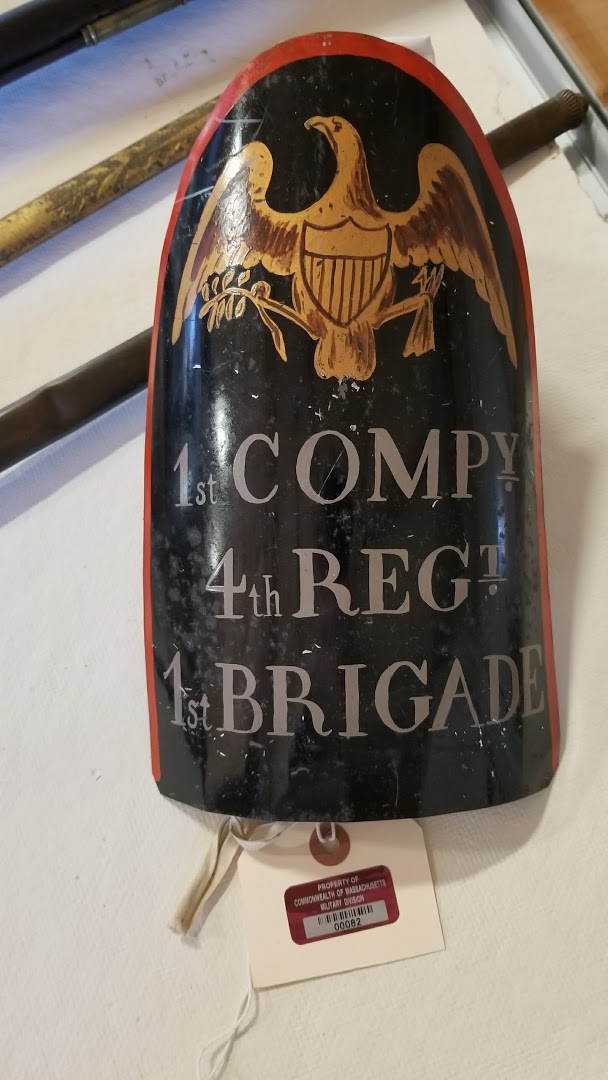 1st COMPY
4th REGT
1st BRIGADE
PROPERTY OF
COMMONWEALTH OF MASSACHUSETTS
MILITARY DIVISION
00082